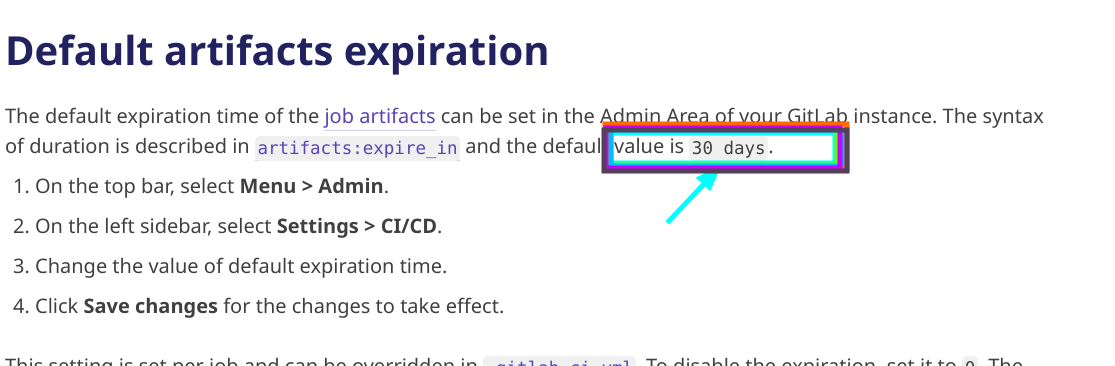 Default artifacts expiration
The default expiration time of the job artifacts can be set in the Admin Area of your GitLab instance. The syntax
of duration is described in artifacts:expire_in and the defaul value is 30 days.
1. On the top bar, select Menu > Admin.
2. On the left sidebar, select Settings > CI/CD.
3. Change the value of default expiration time.
4. Click Save changes for the changes to take effect.
This setting is set per job and can be overridden in .gitlab-ci.yml. To disable the expiration, set it to 0. The